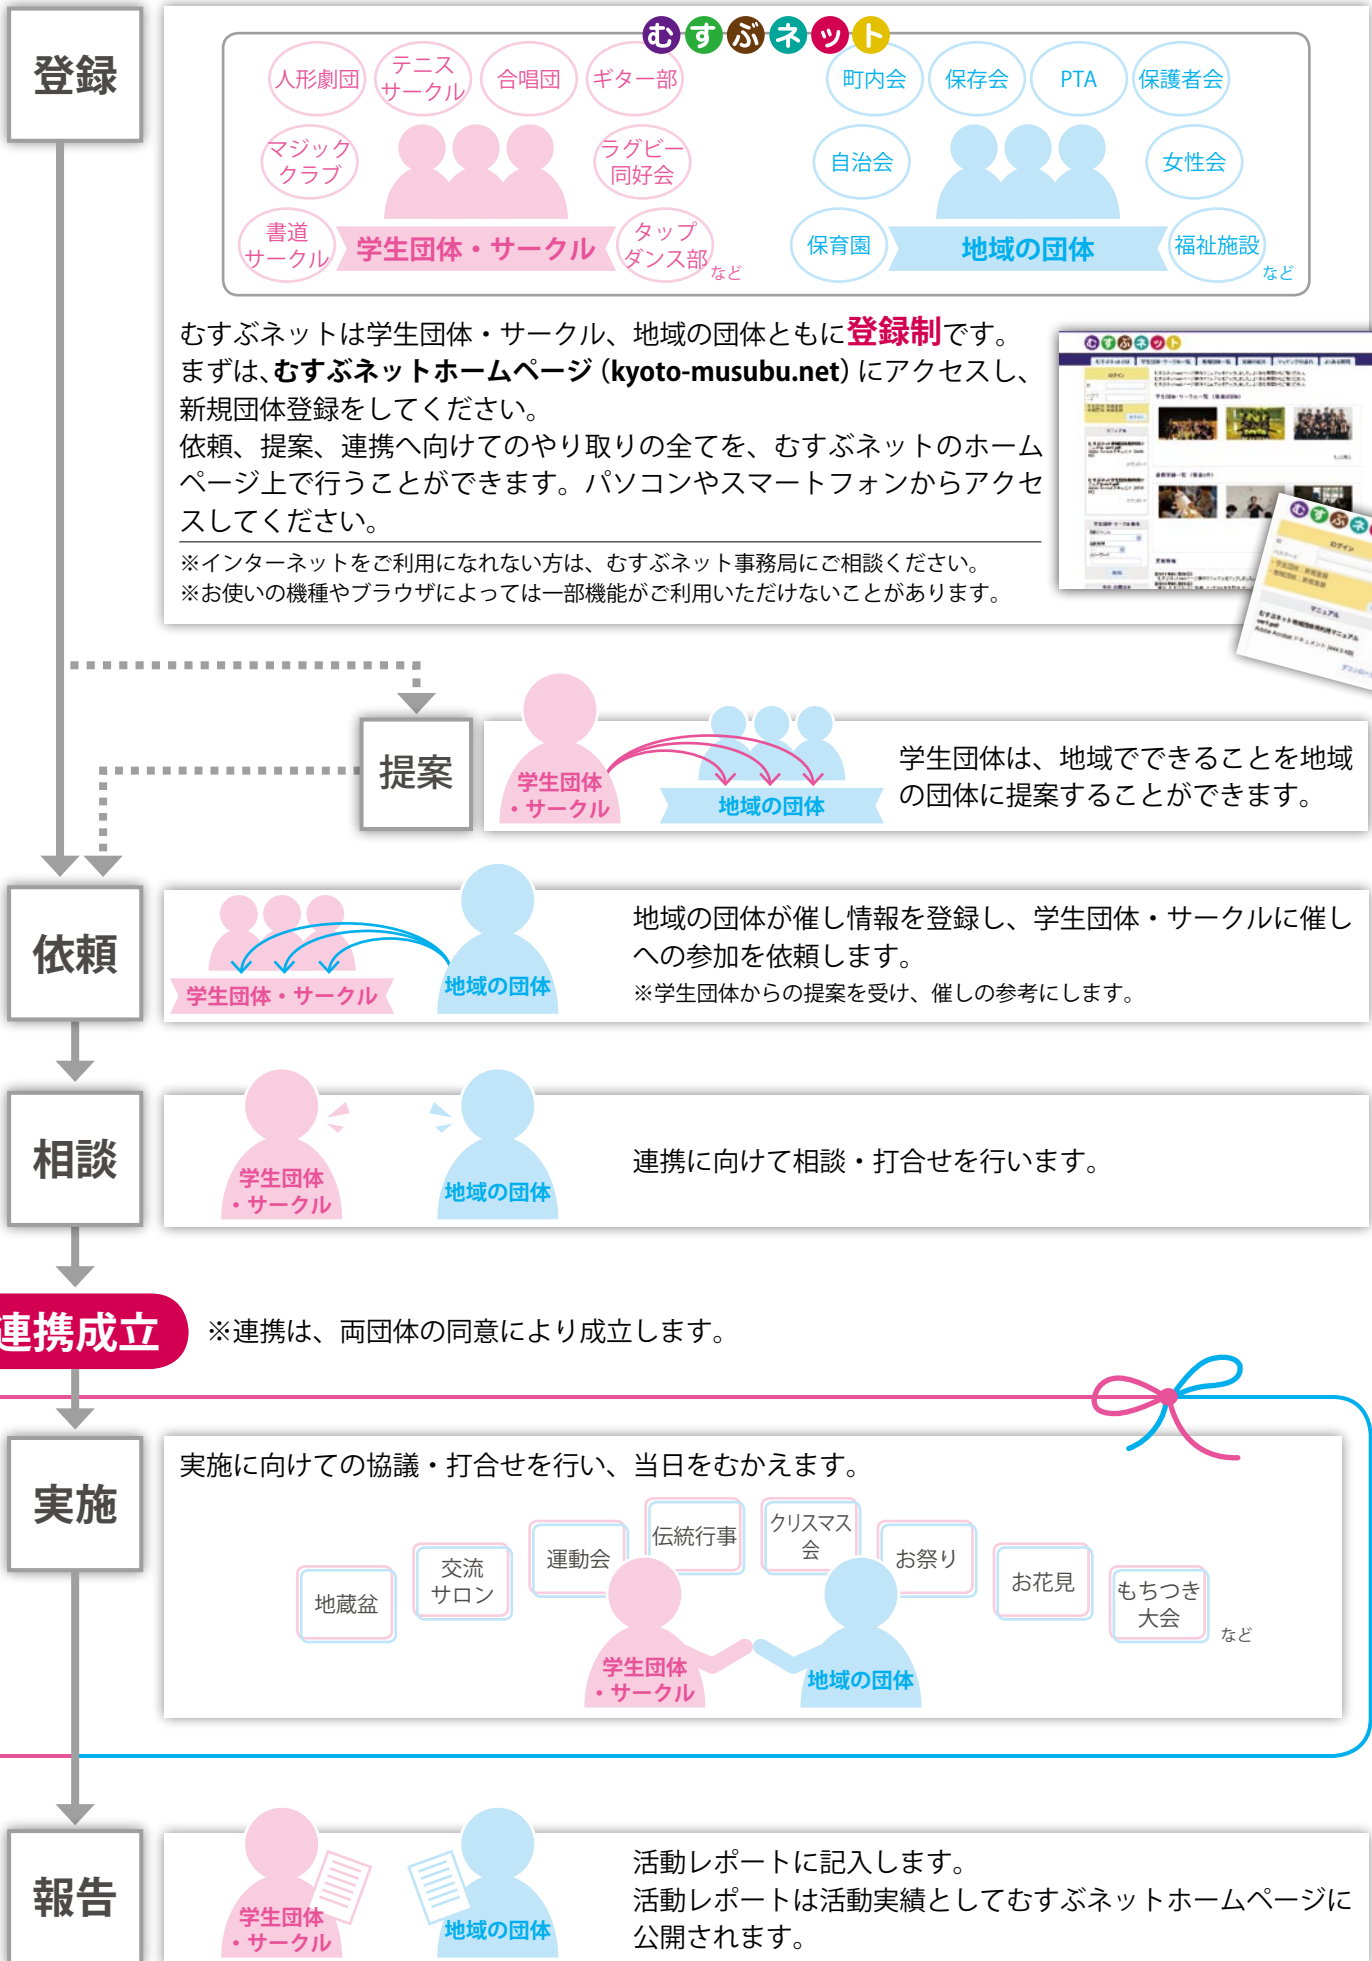 登録
むすぶネット
人形劇団
テニス
サークル
合唱団
ギター部
マジック
クラブ
ラグビー
同好会
書道
サークル
学生団体・サークル
タップ
ダンス部
など
町内会
保存会
PTA
保護者会
自治会
女性会
保育園
地域の団体
福祉施設
など
むすぶネットは学生団体・サークル、地域の団体ともに登録制です。
まずは、むすぶネットホームページ（kyoto-musubu.net）にアクセスし、
新規団体登録をしてください。
依頼、提案、連携へ向けてのやり取りの全てを、むすぶネットのホーム
ページ上で行うことができます。パソコンやスマートフォンからアクセ
スしてください。
※インターネットをご利用になれない方は、むすぶネット事務局にご相談ください。
※お使いの機種やブラウザによっては一部機能がご利用いただけないことがあります。
むすぶネット
ログイン
マニュアル
むすぶネ
ログイン
マニュアル
提案
学生団体
・サークル
地域の団体
学生団体は、地域でできることを地域
の団体に提案することができます。
依頼
学生団体・サークル
地域の団体
地域の団体が催し情報を登録し、学生団体・サークルに催し
への参加を依頼します。
※学生団体からの提案を受け、催しの参考にします。
相談
学生団体
・サークル
地域の団体
連携に向けて相談・打合せを行います。
連携成立
※連携は、両団体の同意により成立します。
実施
実施に向けての協議・打合せを行い、当日をむかえます。
地蔵盆
交流
サロン
運動会
伝統行事
クリスマス
会
お祭り
お花見
もちつき
大会
など
学生団体
・サークル
地域の団体
報告
学生団体
・サークル
地域の団体
活動レポートに記入します。
活動レポートは活動実績としてむすぶネットホームページに
公開されます。